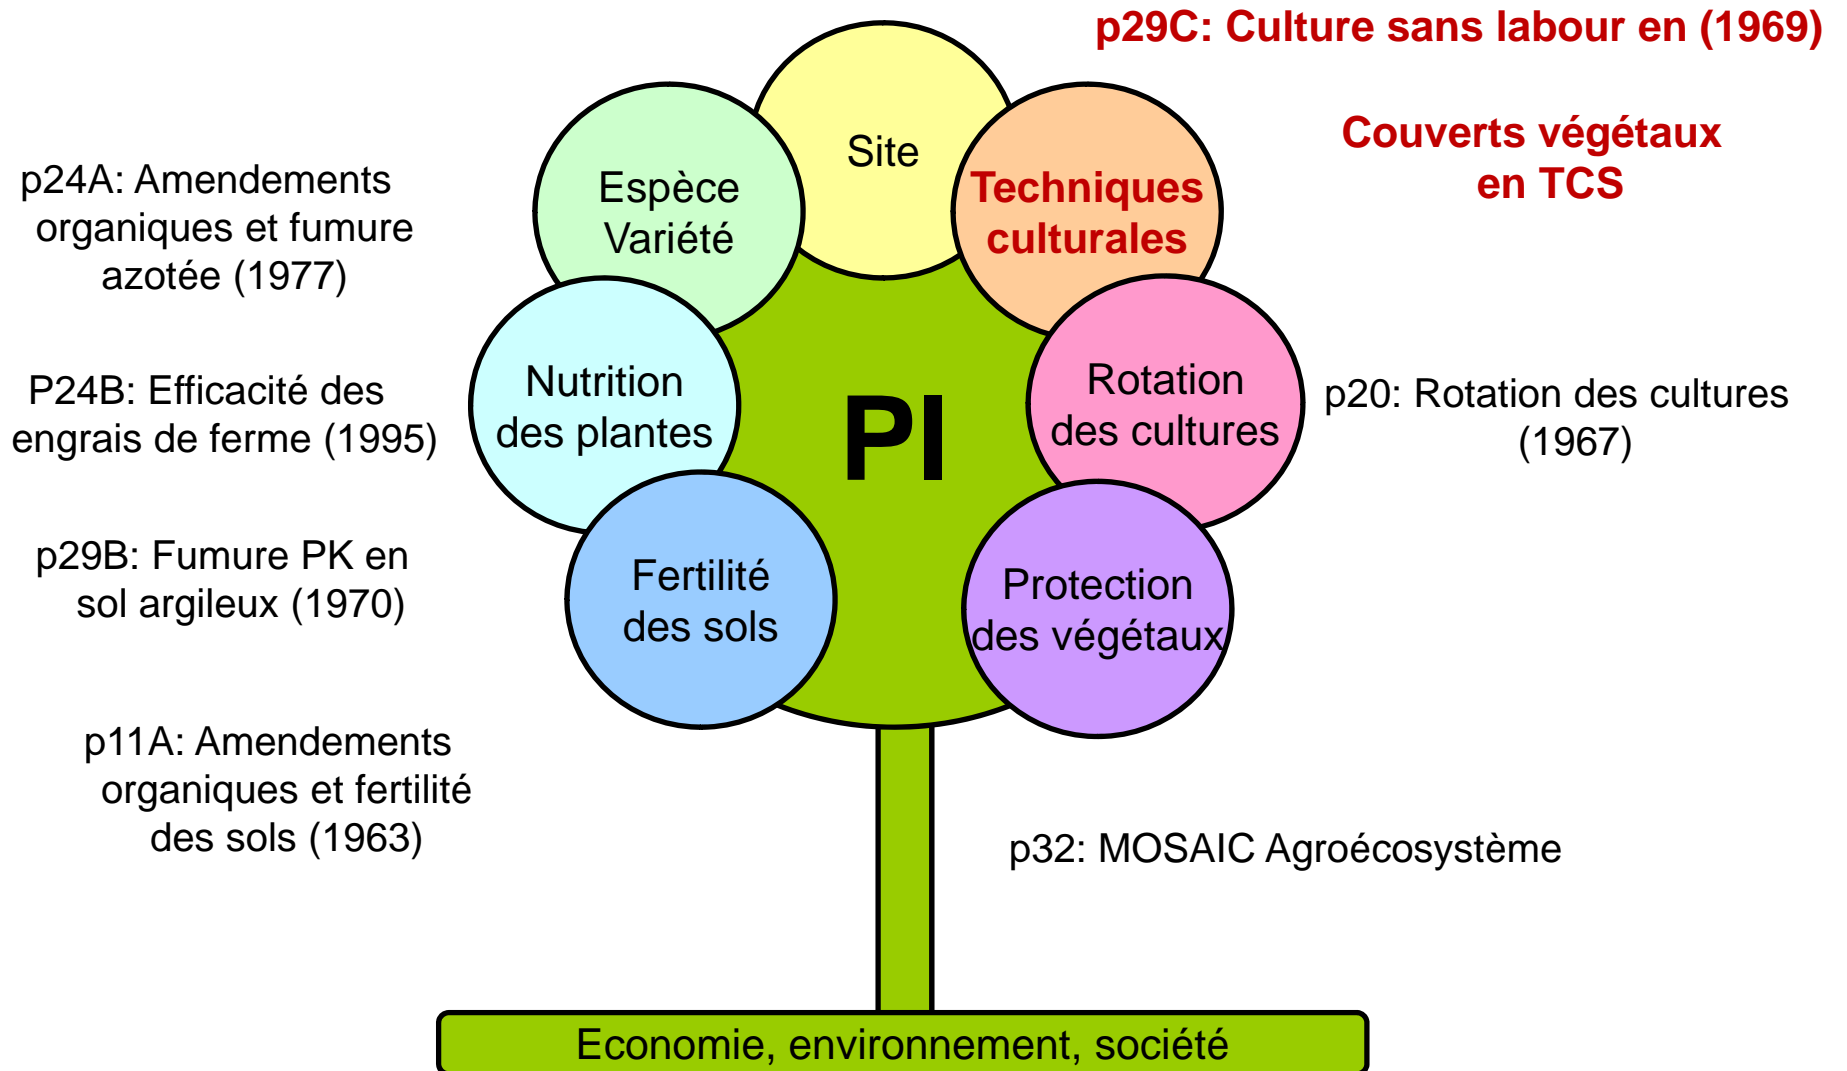 p29C: Culture sans labour en (1969)
Couverts végétaux
en TCS
Site
Espèce
Variété
Techniques
culturales
p24A: Amendements
organiques et fumure
azotée (1977)
Nutrition
des plantes
PI
Rotation
des cultures
p20: Rotation des cultures
(1967)
P24B: Efficacité des
engrais de ferme (1995)
Fertilité
des sols
Protection
des végétaux
p29B: Fumure PK en
sol argileux (1970)
p11A: Amendements
organiques et fertilité
des sols (1963)
p32: MOSAIC Agroécosystème
Economie, environnement, société